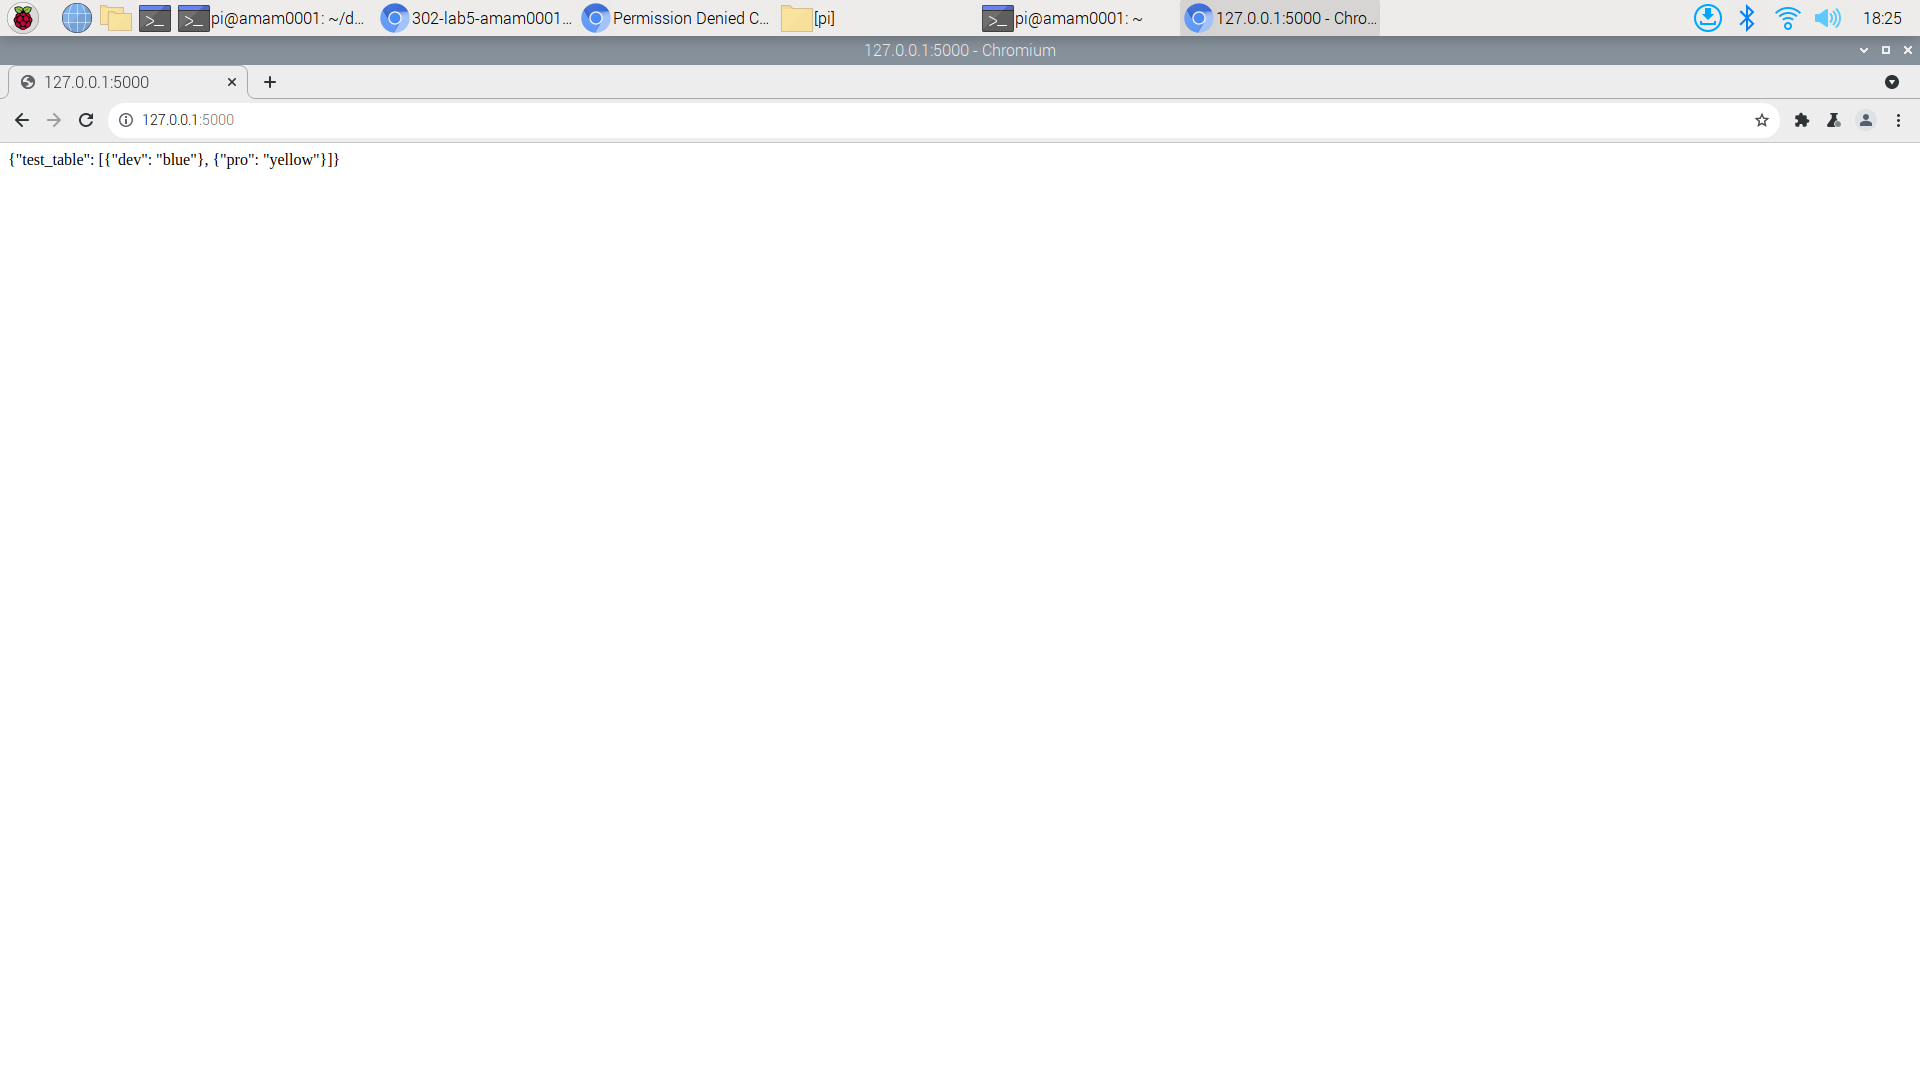 pi@amam0001: ~/d... 302-lab5-amam0001... Permission Denied C... [pi] pi@amam0001: ~ 127.0.0.1:5000 - Chro... 18:25
127.0.0.1:5000 - Chromium
127.0.0.1:5000
127.0.0.1:5000
{"test_table": [{"dev": "blue"}, {"pro": "yellow"}]}